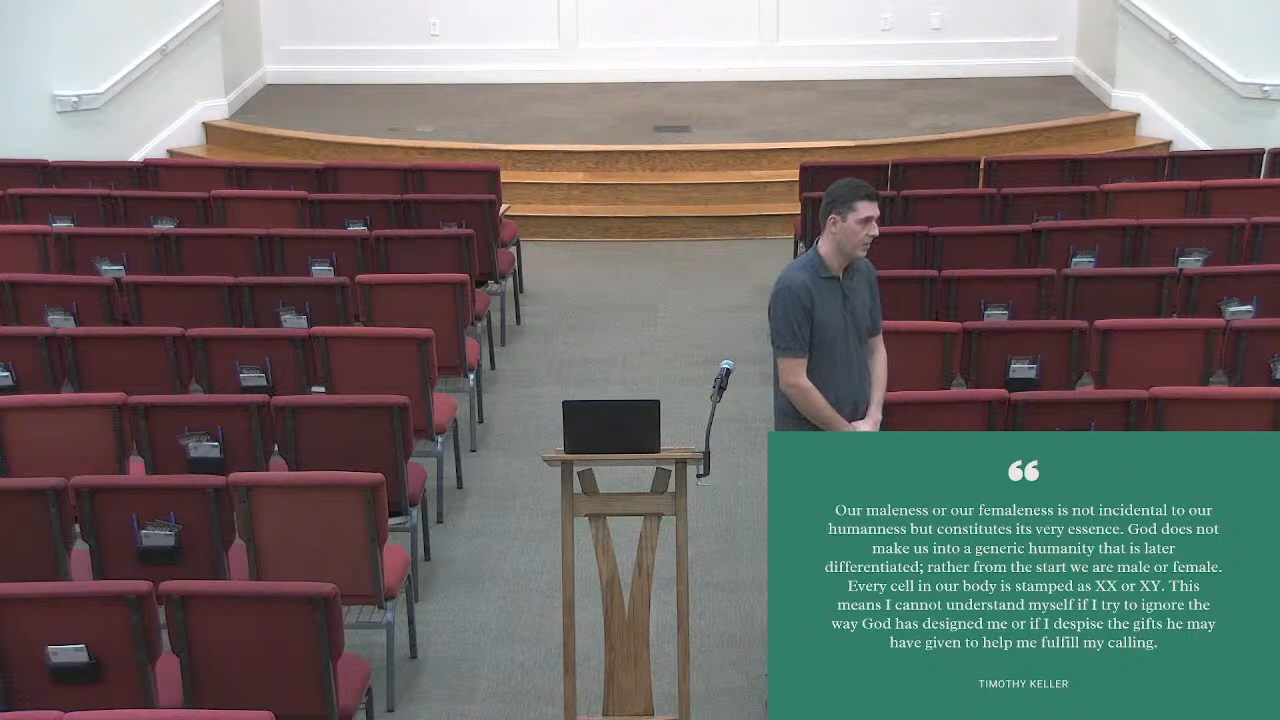 ❝
Our maleness or our femaleness is not incidental to our
humanness but constitutes its very essence. God does not
make us into a generic humanity that is later
differentiated; rather from the start we are male or female.
Every cell in our body is stamped as XX or XY. This
means I cannot understand myself if I try to ignore the
way God has designed me or if I despise the gifts he may
have given to help me fulfill my calling.
TIMOTHY KELLER